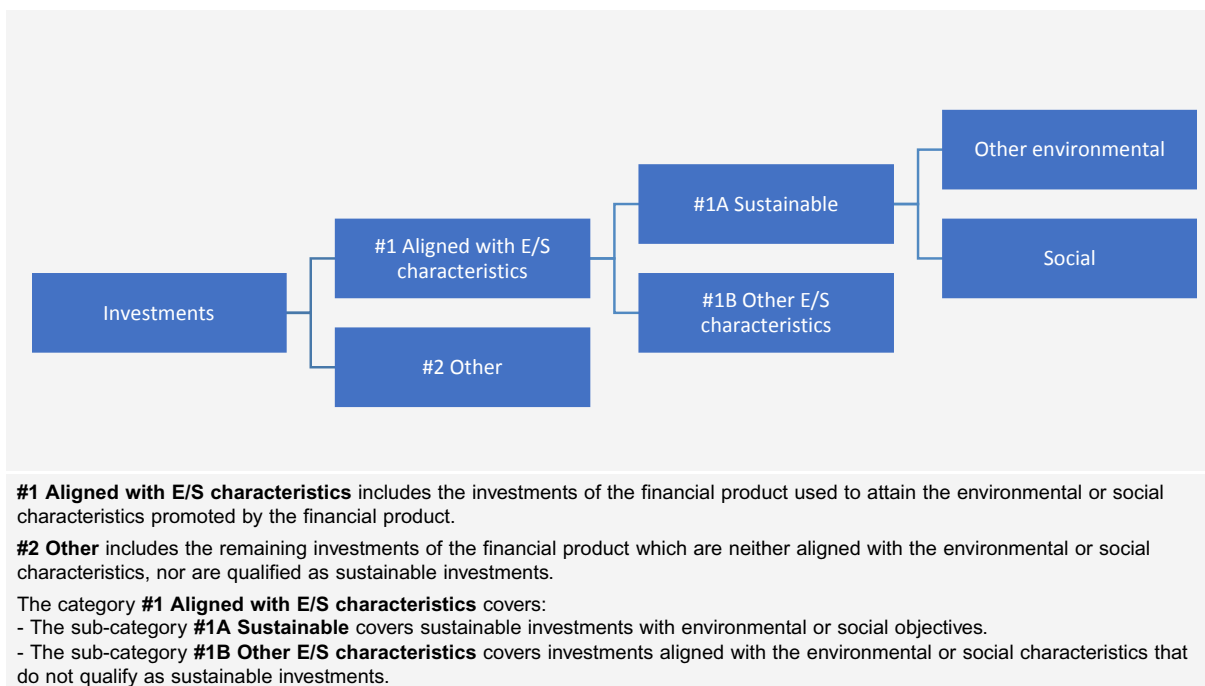 Other environmental
#1A Sustainable
#1 Aligned with E/S
characteristics
Social
Investments
#1B Other E/S
characteristics
#2 Other
#1 Aligned with E/S characteristics includes the investments of the financial product used to attain the environmental or social
characteristics promoted by the financial product.
#2 Other includes the remaining investments of the financial product which are neither aligned with the environmental or social
characteristics, nor are qualified as sustainable investments.
The category #1 Aligned with E/S characteristics covers:
- The sub-category #1A Sustainable covers sustainable investments with environmental or social objectives.
- The sub-category #1B Other E/S characteristics covers investments aligned with the environmental or social characteristics that
do not qualify as sustainable investments.